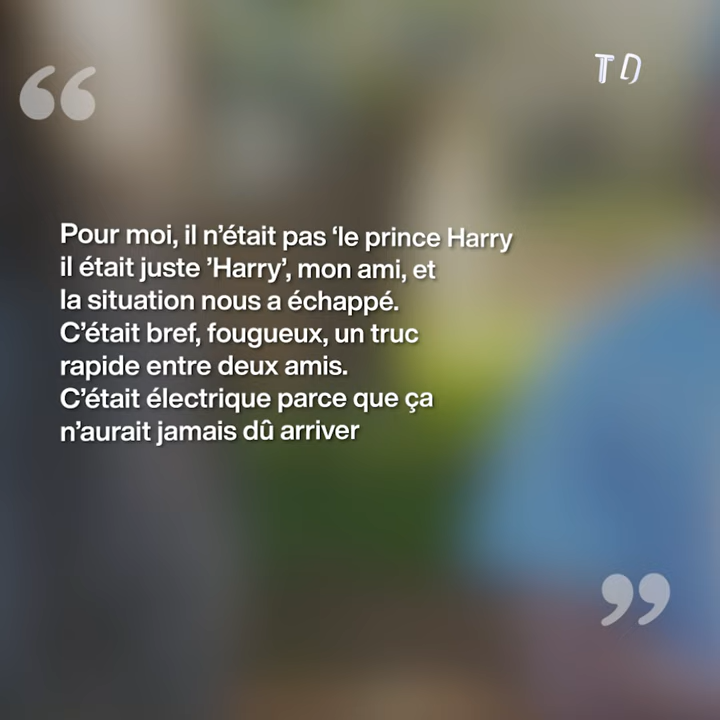 “
T D
Pour moi, il n’était pas ‘le prince Harry
il était juste ’Harry’, mon ami, et
la situation nous a échappé.
C’était bref, fougueux, un truc
rapide entre deux amis.
C’était électrique parce que ça
n’aurait jamais dû arriver
”